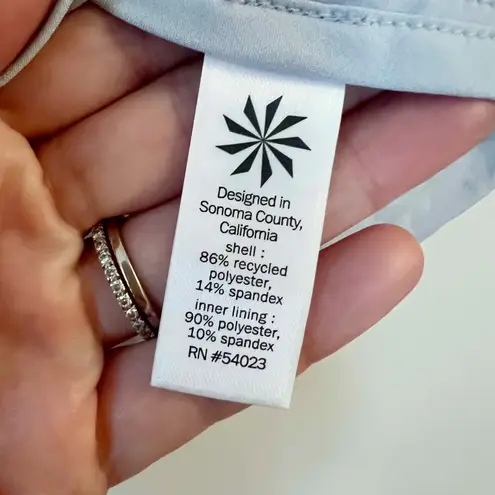 Designed in
Sonoma County,
California
shell :
86% recycled
polyester,
14% spandex
inner lining :
90% polyester,
10% spandex
RN #54023